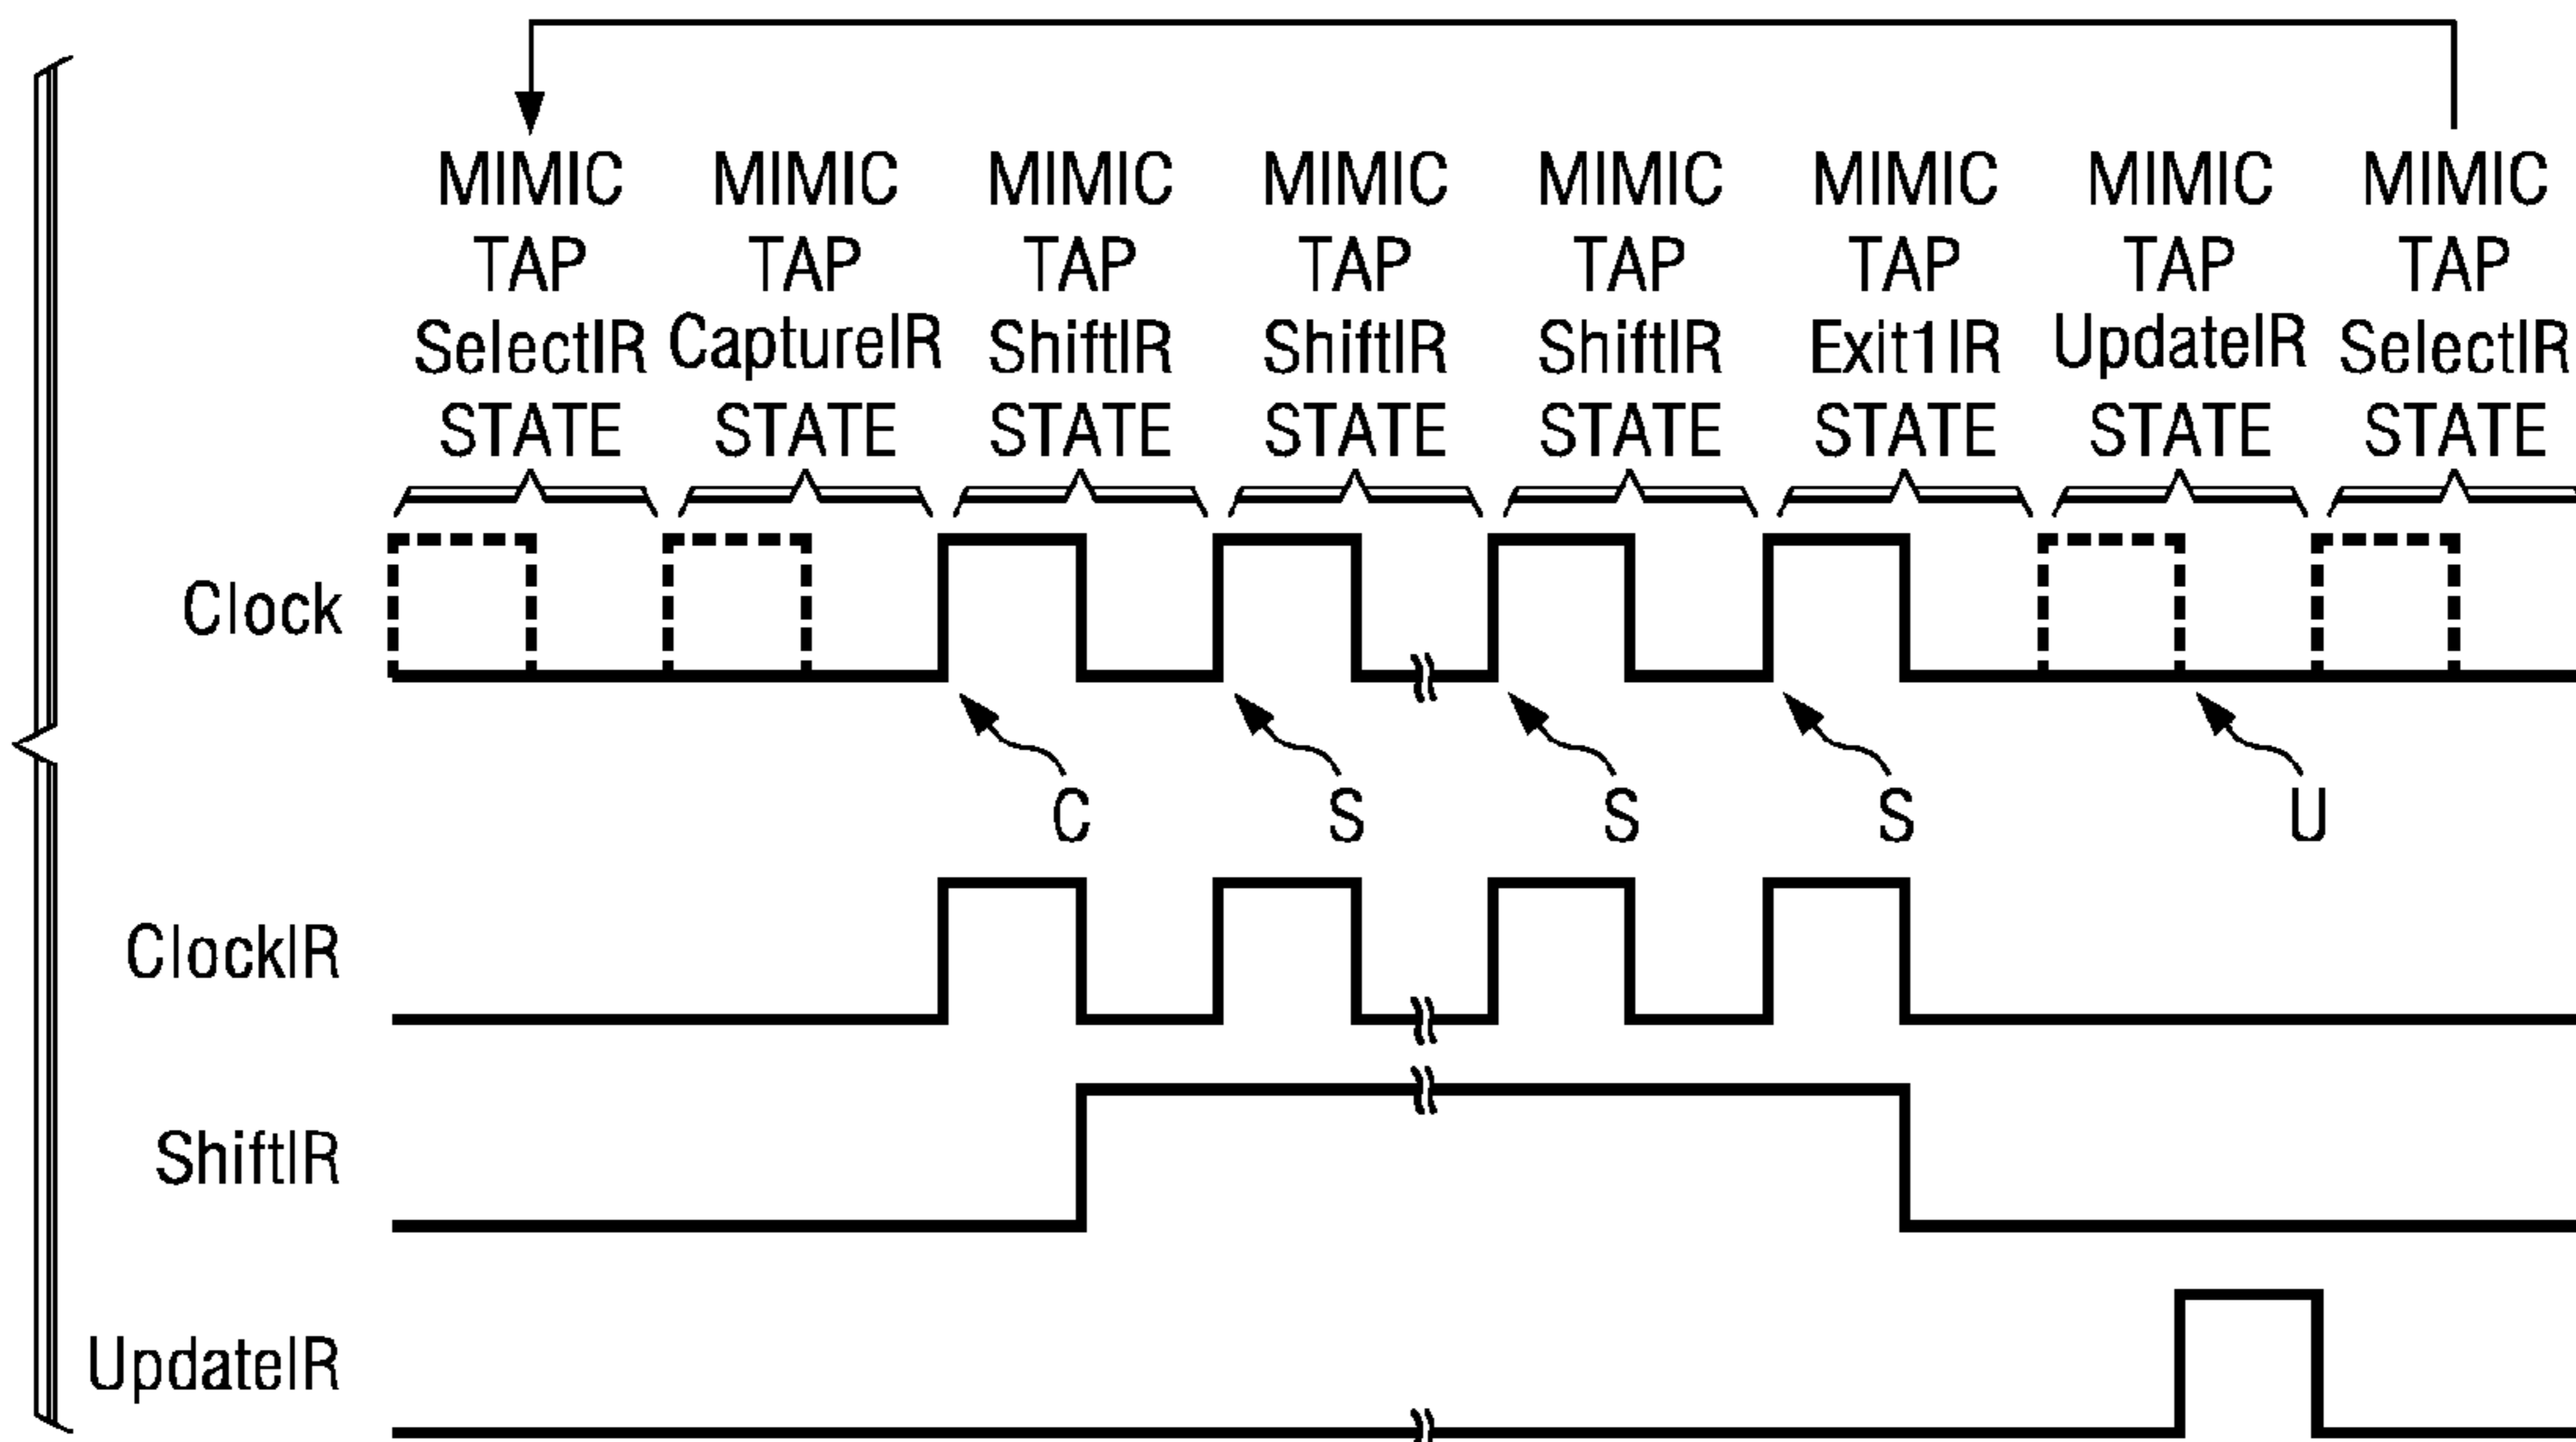 MIMIC MIMIC MIMIC MIMIC MIMIC MIMIC MIMIC MIMIC
TAP TAP TAP TAP TAP TAP TAP TAP
SelectIR CaptureIR ShiftIR ShiftIR ShiftIR Exit1IR UpdateIR SelectIR
STATE STATE STATE STATE STATE STATE STATE STATE
Clock
C S S S U
ClockIR
ShiftIR
UpdateIR